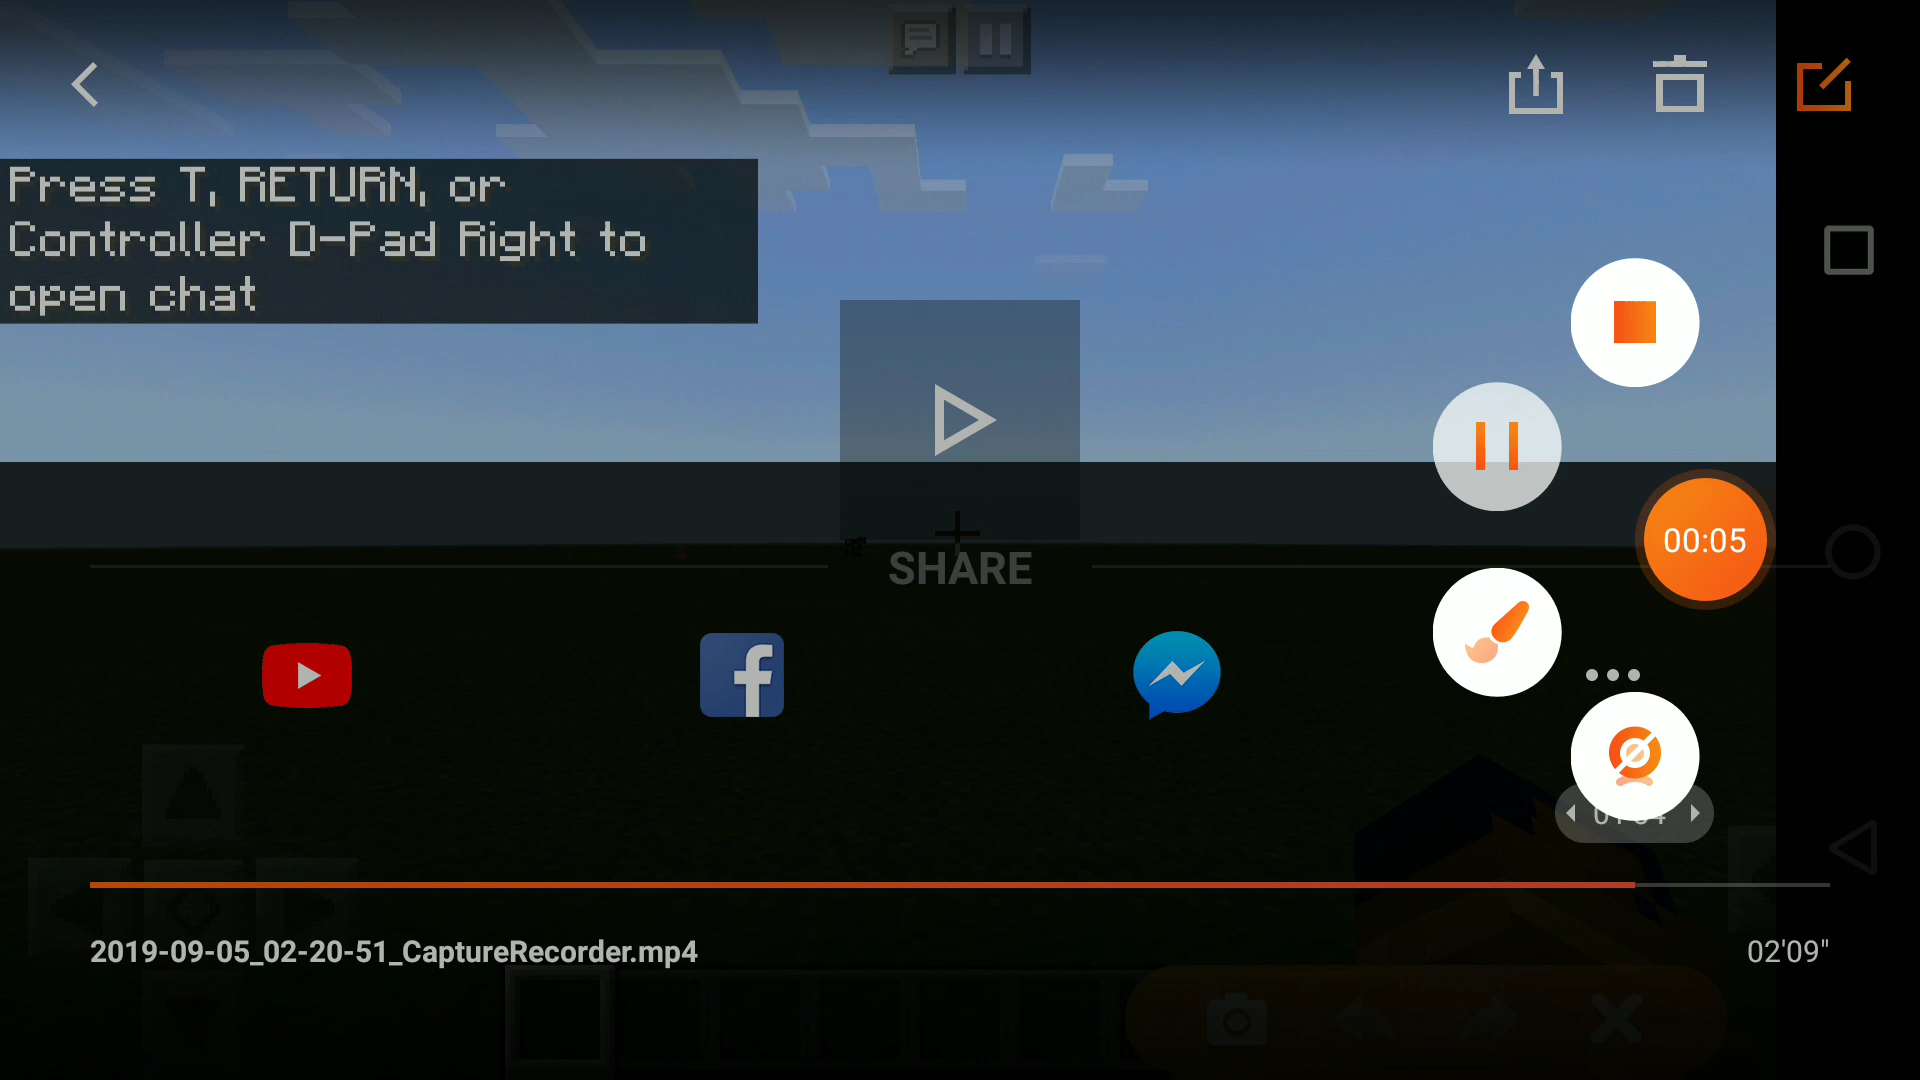 Press T, RETURN, or
Controller D-Pad Right to
open chat
00:05
SHARE
2019-09-05_02-20-51_CaptureRecorder.mp4
02'09"